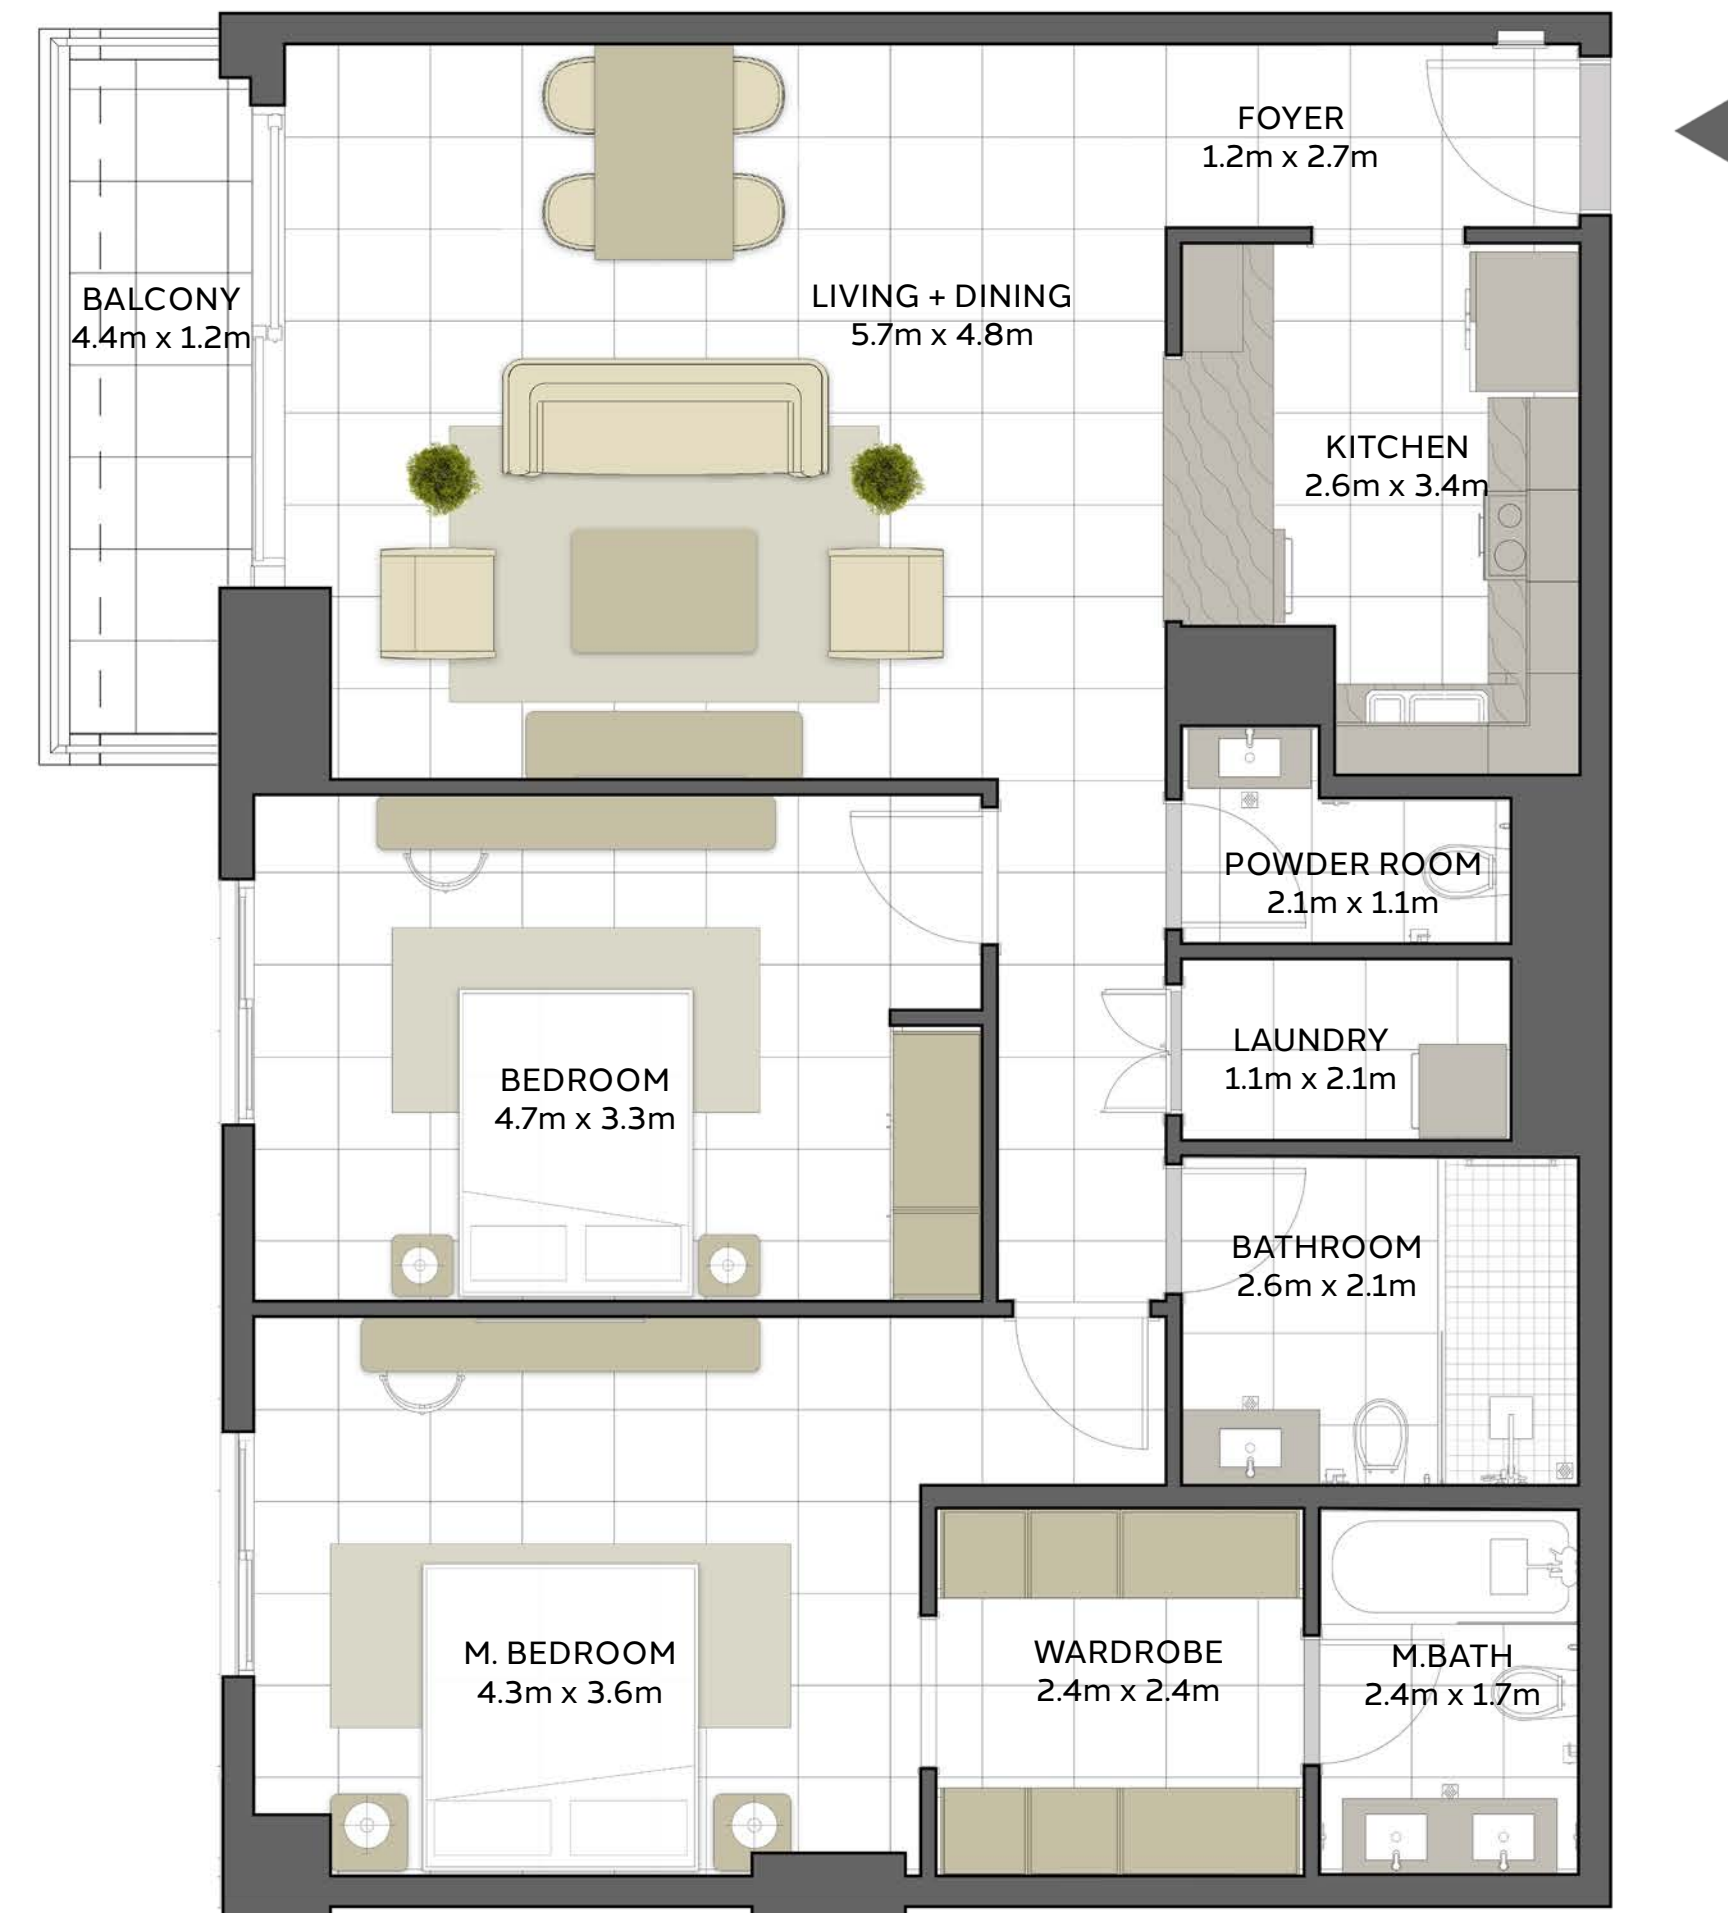 FOYER
1.2m x 2.7m
BALCONY
4.4m x 1.2m
LIVING + DINING
5.7m x 4.8m
KITCHEN
2.6m x 3.4m
POWDER ROOM
2.1m x 1.1m
LAUNDRY
1.1m x 2.1m
BEDROOM
4.7m x 3.3m
BATHROOM
2.6m x 2.1m
M. BEDROOM
4.3m x 3.6m
WARDROBE
2.4m x 2.4m
M.BATH
2.4m x 1.7m